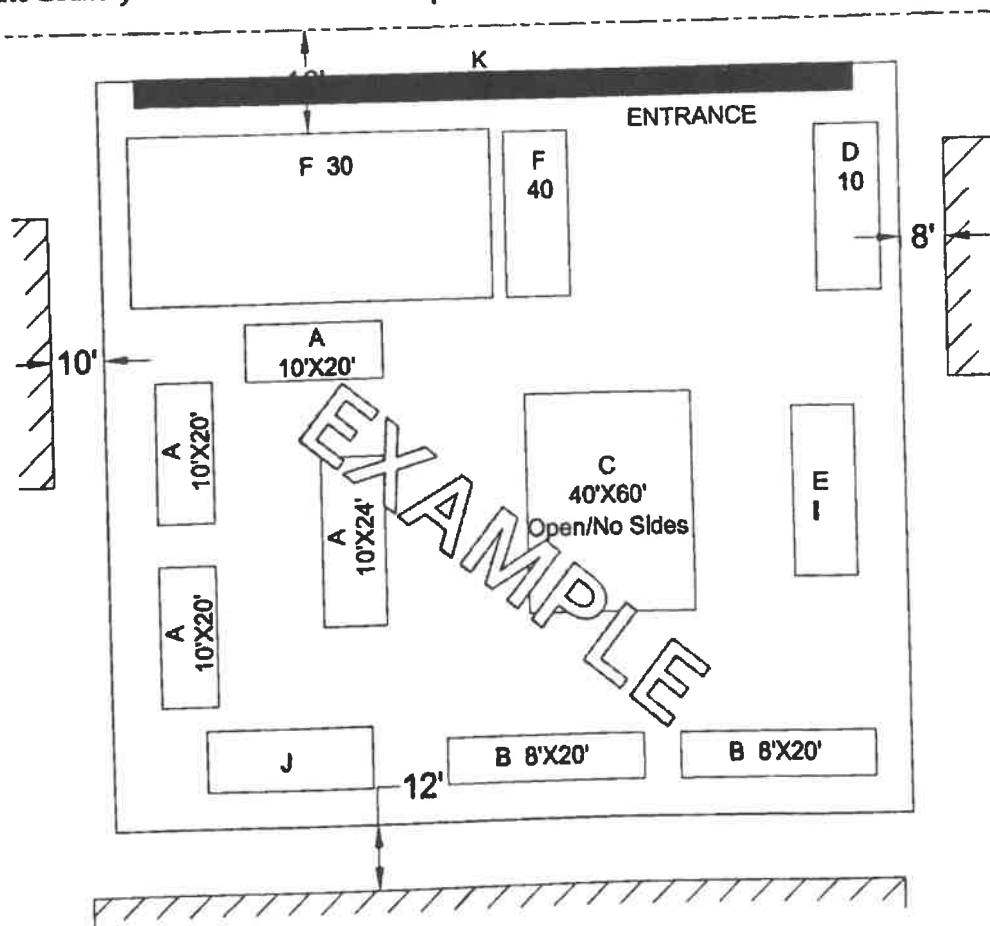 K
ENTRANCE
F 30
F
40
D
10
8'
10'
A
10'X20'
A
10'X20'
A
10'X24'
C
40'X60'
Open/No Sides
E
I
EXAMPLE
A
10'X20'
J
B 8'X20'
B 8'X20'
12'